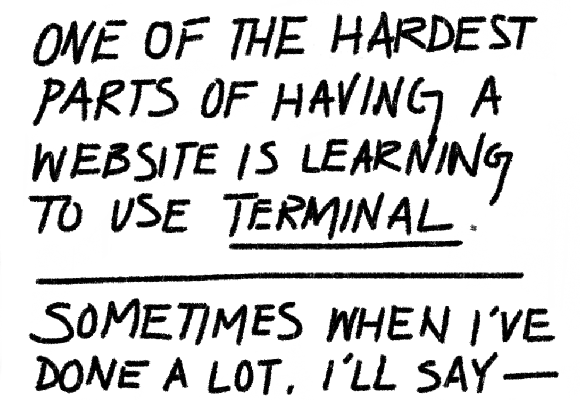 ONE OF THE HARDEST
PARTS OF HAVING A
WEBSITE IS LEARNING
TO USE TERMINAL.
SOMETIMES WHEN I'VE
DONE A LOT, I'LL SAY —